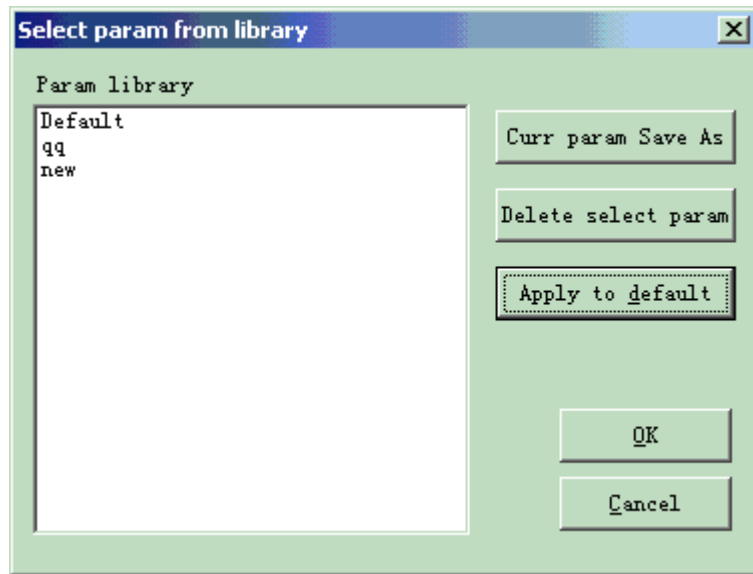 Select param from library
Param library
Default
qq
new
Curr param Save As
Delete select param
Apply to default
OK
Cancel